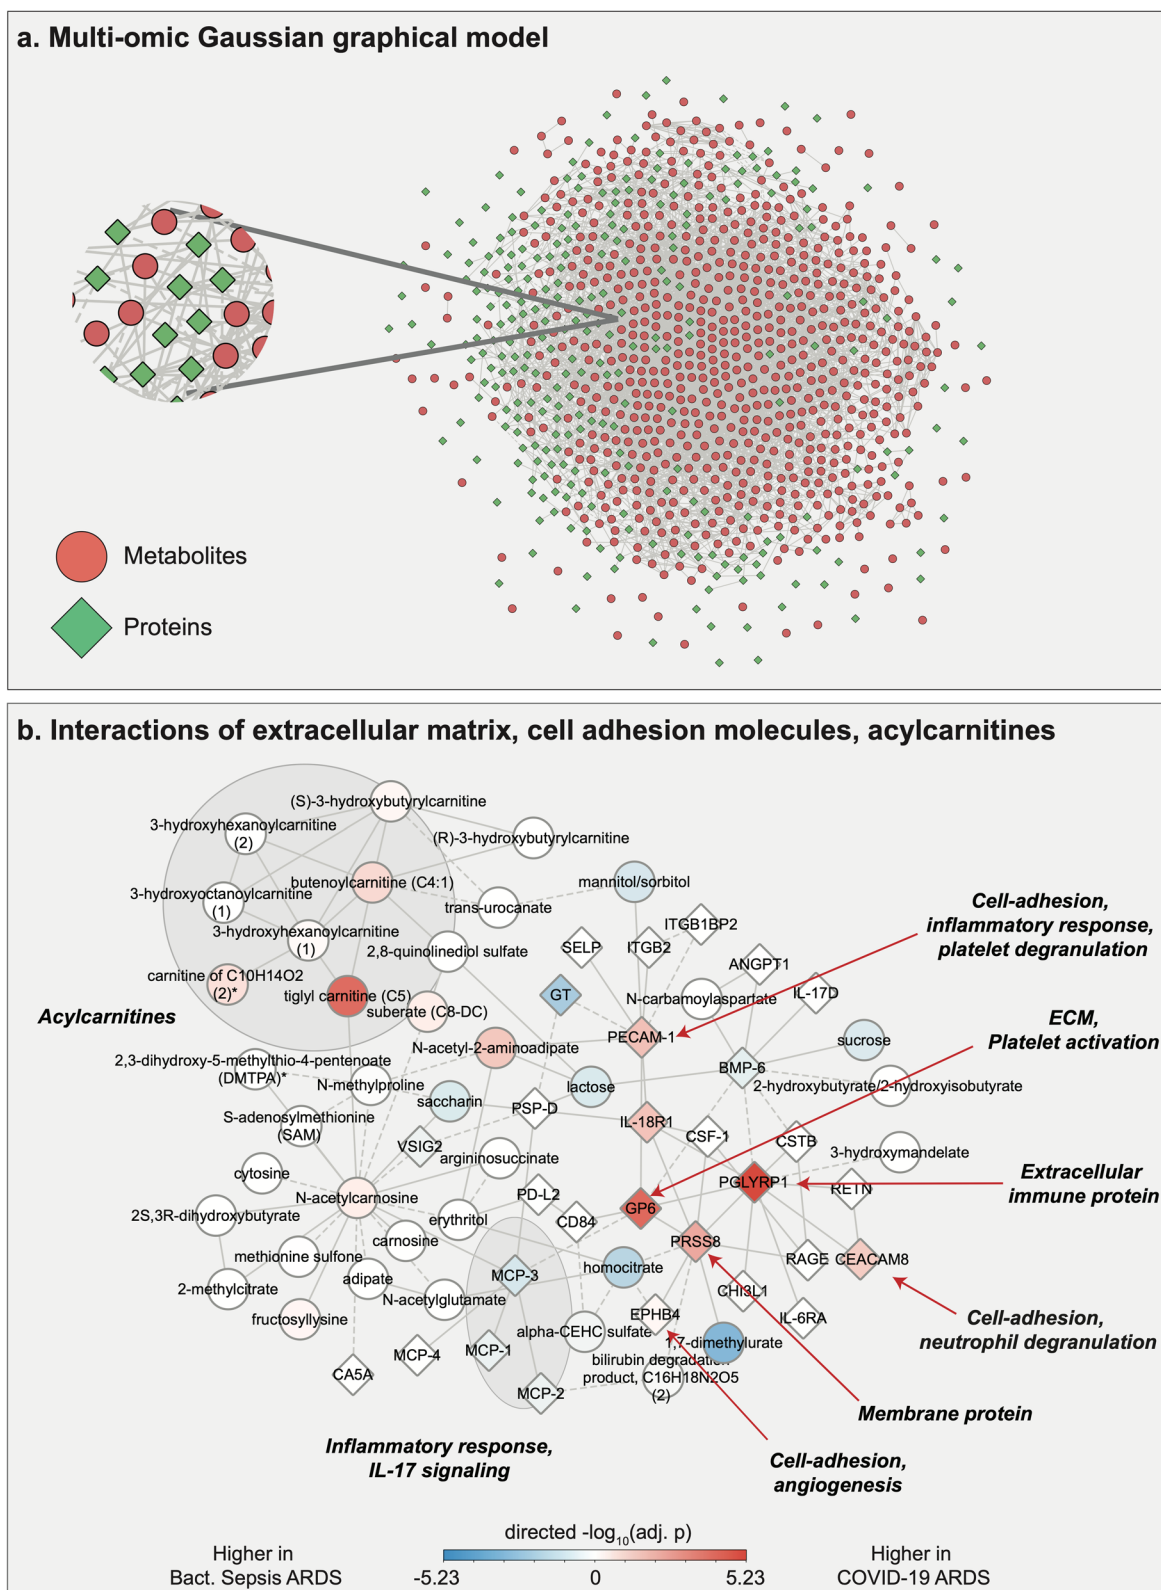 a. Multi-omic Gaussian graphical model
Metabolites
Proteins
b. Interactions of extracellular matrix, cell adhesion molecules, acylcarnitines
(S)-3-hydroxybutyrylcarnitine
3-hydroxyhexanoylcarnitine
(2)
(R)-3-hydroxybutyrylcarnitine
butenoylcarnitine (C4:1)
mannitol/sorbitol
3-hydroxyoctanoylcarnitine
(1)
trans-urocanate
Cell-adhesion,
inflammatory response,
platelet degranulation
ITGB1BP2
3-hydroxyhexanoylcarnitine
(1)
2,8-quinolinediol sulfate
SELP
ITGB2
ANGPT1
carnitine of C10H14O2
(2)*
tiglyl carnitine (C5)
suberate (C8-DC)
GT
N-carbamoylaspartate
IL-17D
Acylcarnitines
ECM,
Platelet activation
PECAM-1
sucrose
N-acetyl-2-aminoadipate
2,3-dihydroxy-5-methylthio-4-pentenoate
(DMTPA)*
BMP-6
N-methylproline
lactose
2-hydroxybutyrate/2-hydroxyisobutyrate
saccharin
PSP-D
S-adenosylmethionine
(SAM)
IL-18R1
CSF-1
CSTB
VSIG2
argininosuccinate
3-hydroxymandelate
cytosine
Extracellular
immune protein
PGLYRP1
RETN
N-acetylcarnosine
PD-L2
GP6
2S,3R-dihydroxybutyrate
erythritol
CD84
carnosine
PRSS8
methionine sulfone
RAGE
CEACAM8
adipate
MCP-3
homocitrate
2-methylcitrate
N-acetylglutamate
CHI3L1
fructosyllysine
EPHB4
IL-6RA
Cell-adhesion,
neutrophil degranulation
alpha-CEHC sulfate
1,7-dimethylurate
MCP-4
MCP-1
bilirubin degradation
product, C16H18N2O5
(2)
CA5A
MCP-2
Membrane protein
Inflammatory response,
IL-17 signaling
Cell-adhesion,
angiogenesis
directed -log10(adj. p)
Higher in
Bact. Sepsis ARDS
-5.23
0
5.23
Higher in
COVID-19 ARDS